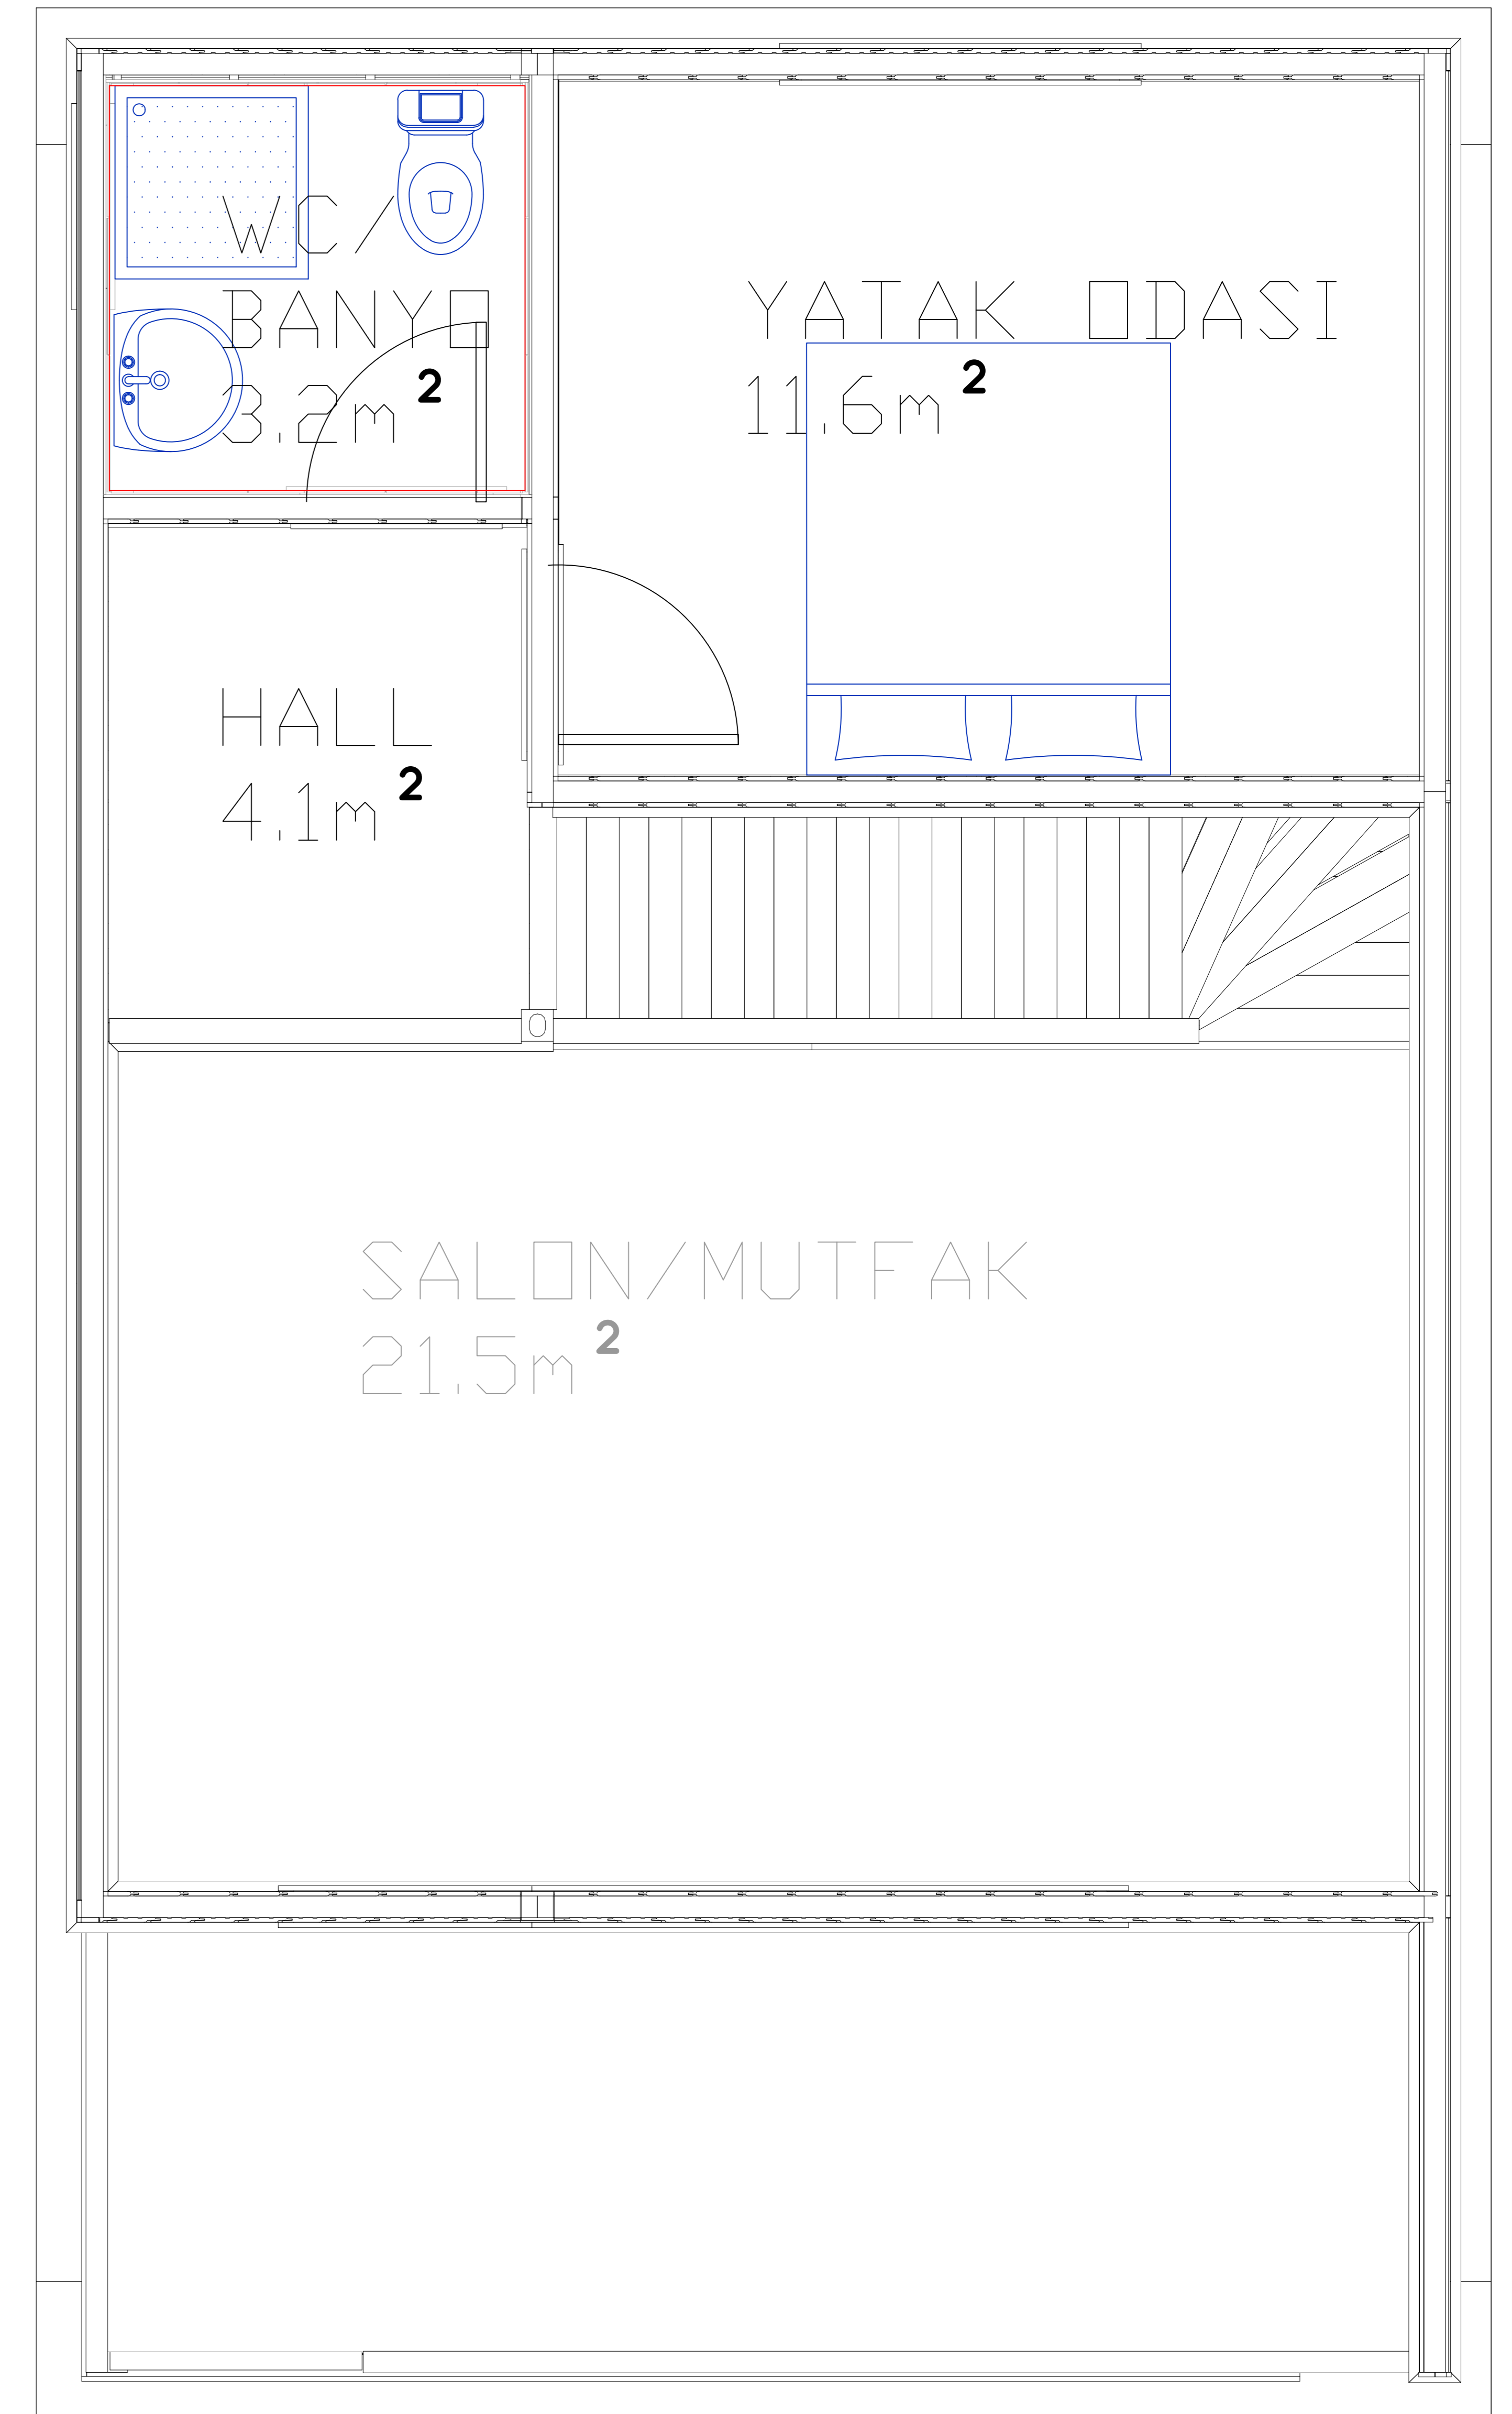 WC/
BANYO
3.2m²
YATAK ODASI
11.6m²
HALL
4.1m²
SALON/MUTFAK
21.5m²